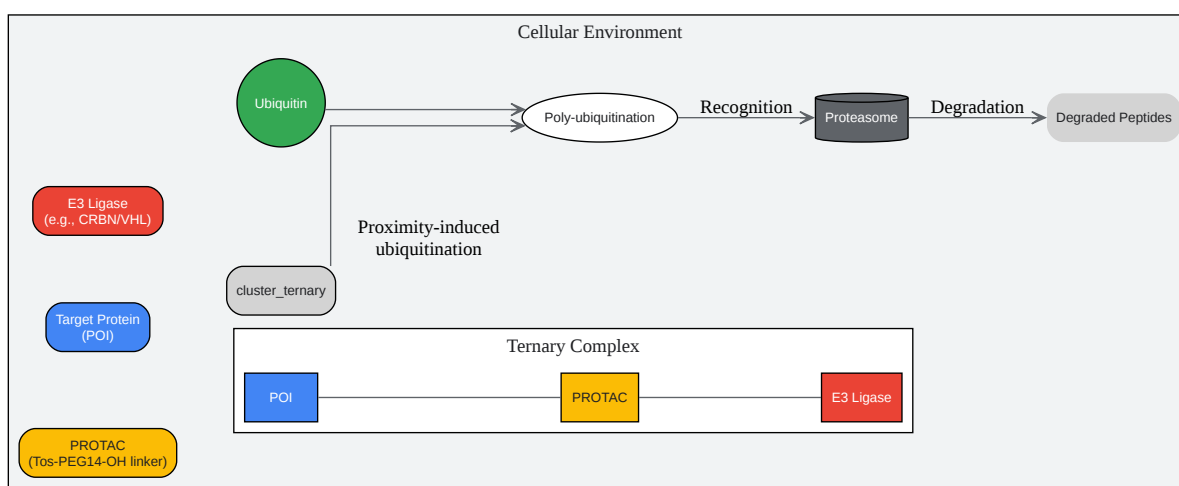 Cellular Environment
Ubiquitin
Poly-ubiquitination
Recognition
Proteasome
Degradation
Degraded Peptides
E3 Ligase
(e.g., CRBN/VHL)
Proximity-induced
ubiquitination
cluster_ternary
Target Protein
(POI)
Ternary Complex
POI
PROTAC
E3 Ligase
PROTAC
(Tos-PEG14-OH linker)